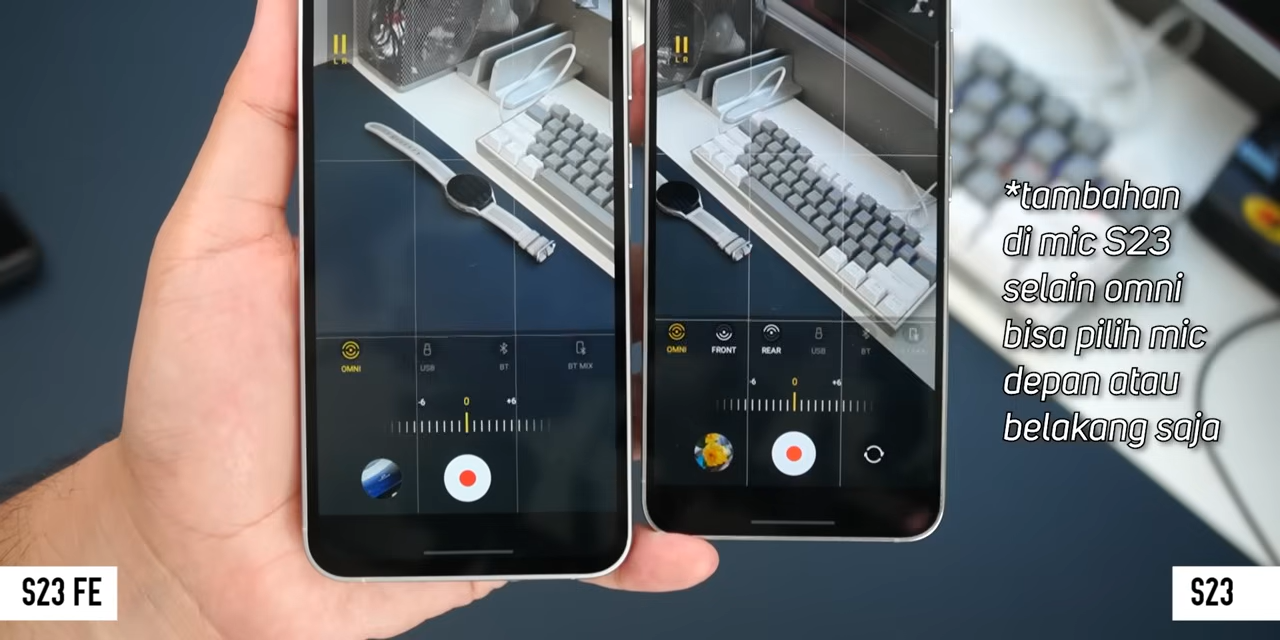 L R
L R
*tambahan
di mic S23
selain omni
bisa pilih mic
depan atau
belakang saja
OMNI USB BT BT MIX
OMNI FRONT REAR USB BT
-6 0 +6
-6 0 +6
S23 FE
S23